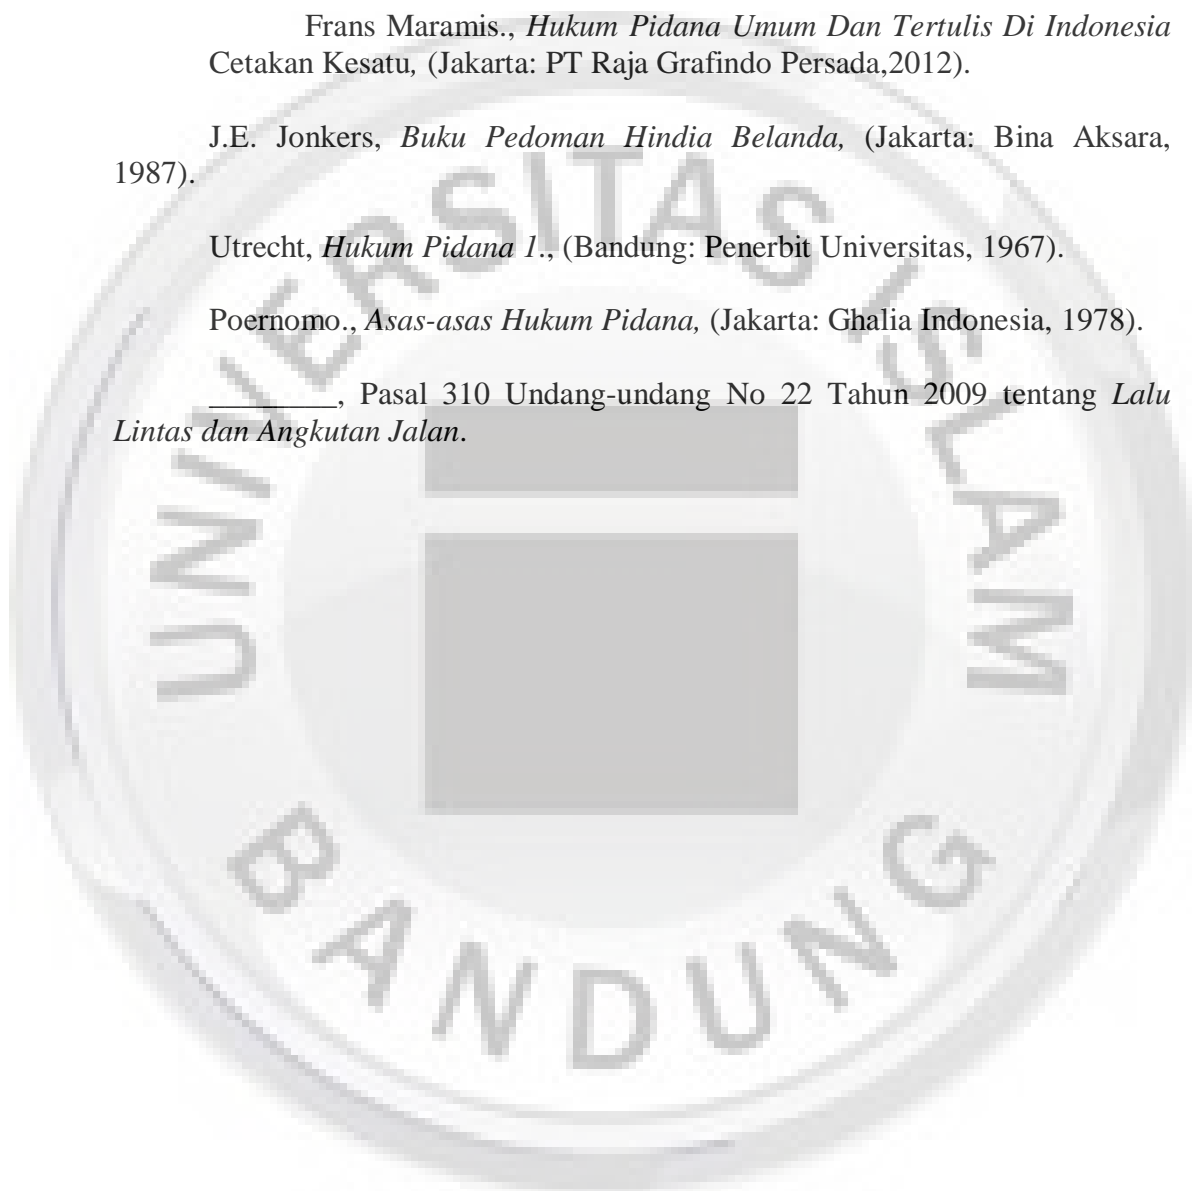 Frans Maramis., Hukum Pidana Umum Dan Tertulis Di Indonesia
Cetakan Kesatu, (Jakarta: PT Raja Grafindo Persada,2012).
J.E. Jonkers, Buku Pedoman Hindia Belanda, (Jakarta: Bina Aksara,
1987).
Utrecht, Hukum Pidana 1., (Bandung: Penerbit Universitas, 1967).
Poernomo., Asas-asas Hukum Pidana, (Jakarta: Ghalia Indonesia, 1978).
________, Pasal 310 Undang-undang No 22 Tahun 2009 tentang Lalu
Lintas dan Angkutan Jalan.
UNIVERSITAS ISLAM
BANDUNG